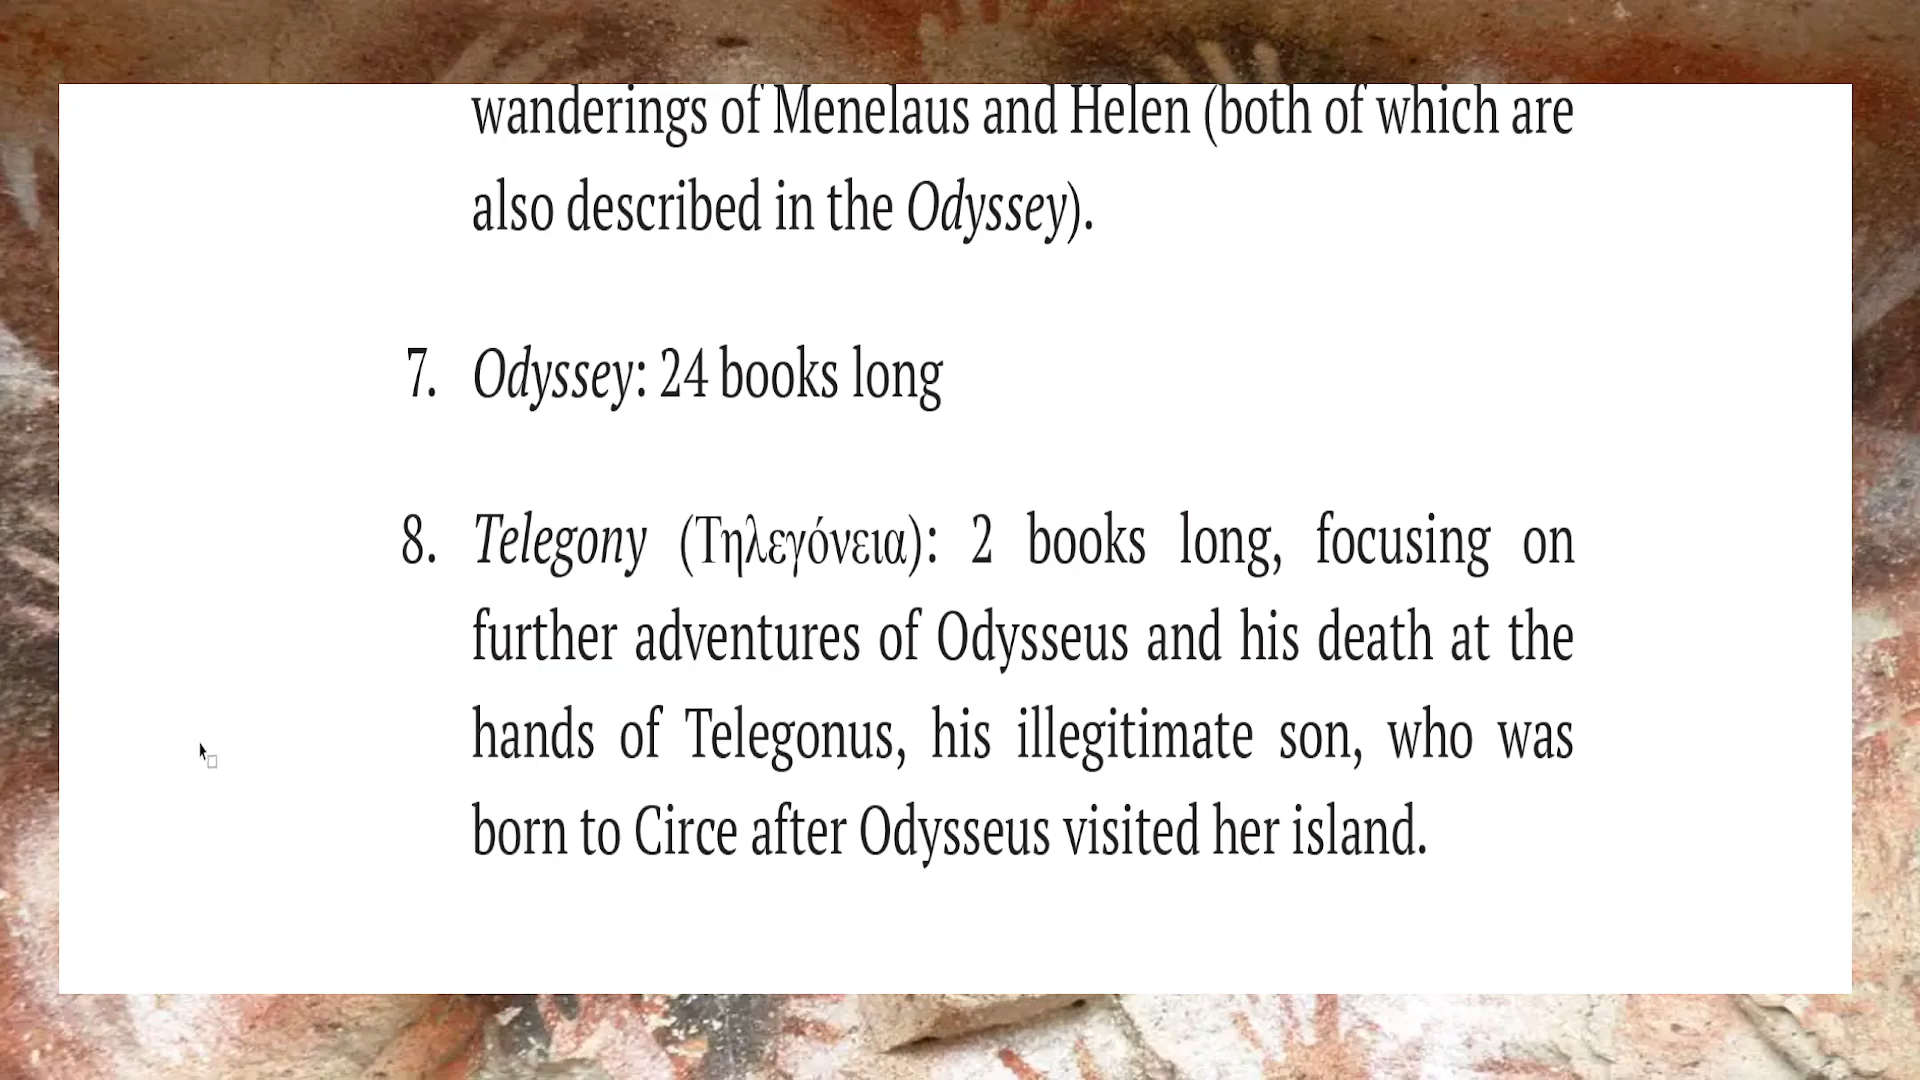 wanderings of Menelaus and Helen (both of which are
also described in the Odyssey).
7. Odyssey: 24 books long
8. Telegony (Τηλεγόνεια): 2 books long, focusing on
further adventures of Odysseus and his death at the
hands of Telegonus, his illegitimate son, who was
born to Circe after Odysseus visited her island.